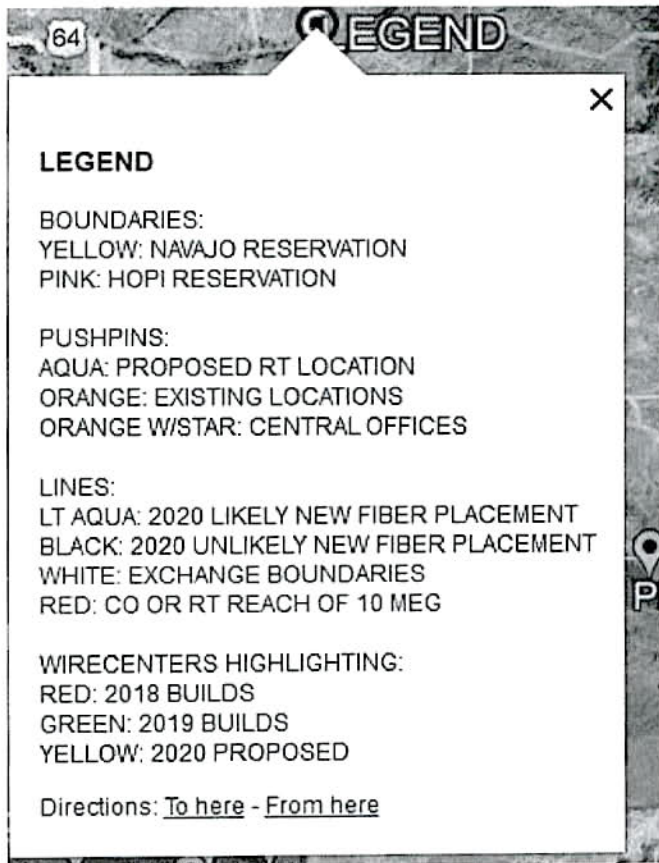 64
LEGEND
LEGEND
BOUNDARIES:
YELLOW: NAVAJO RESERVATION
PINK: HOPI RESERVATION
PUSHPINS:
AQUA: PROPOSED RT LOCATION
ORANGE: EXISTING LOCATIONS
ORANGE W/STAR: CENTRAL OFFICES
LINES:
LT AQUA: 2020 LIKELY NEW FIBER PLACEMENT
BLACK: 2020 UNLIKELY NEW FIBER PLACEMENT
WHITE: EXCHANGE BOUNDARIES
P
RED: CO OR RT REACH OF 10 MEG
WIRECENTERS HIGHLIGHTING:
RED: 2018 BUILDS
GREEN: 2019 BUILDS
YELLOW: 2020 PROPOSED
Directions: To here - From here